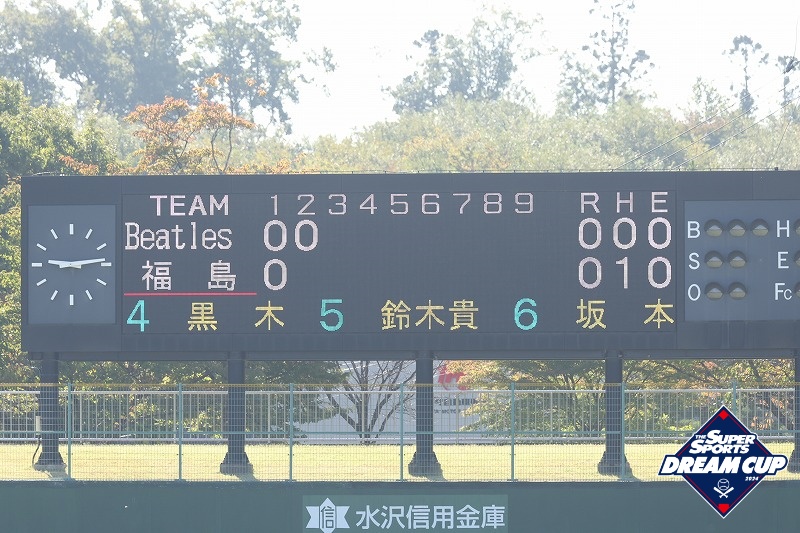 TEAM 1 2 3 4 5 6 7 8 9 R H E
Beatles 0 0 0 0 0
福島 0 0 1 0
4 黒木 5 鈴木貴 6 坂本
B H
S E
O Fc
THE SUPER SPORTS
DREAM CUP
2024
信 水沢信用金庫